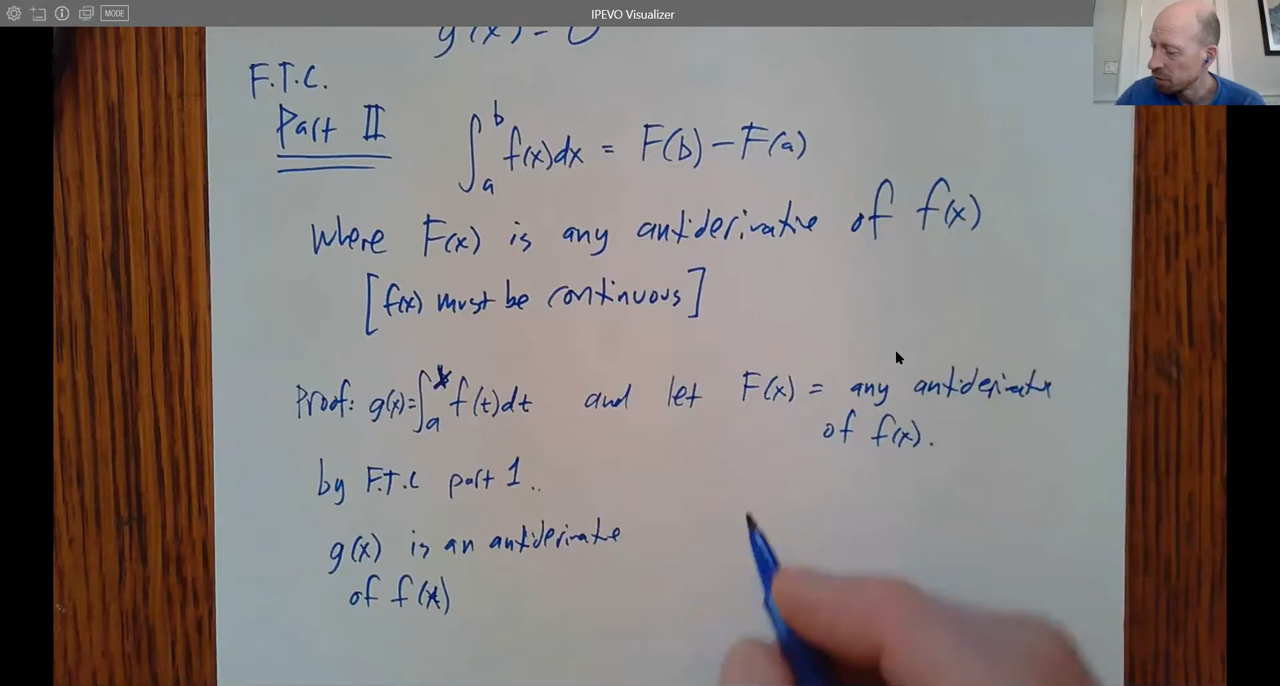 MODE
IPEVO Visualizer
F.T.C.
Part II
∫_a^b f(x)dx = F(b) - F(a)
where F(x) is any antiderivative of f(x)
[f(x) must be continuous]
Proof: g(x)=∫_a^x f(t)dt and let F(x) = any antiderivative
of f(x).
by F.T.C part 1..
g(x) is an antiderivative
of f(x)